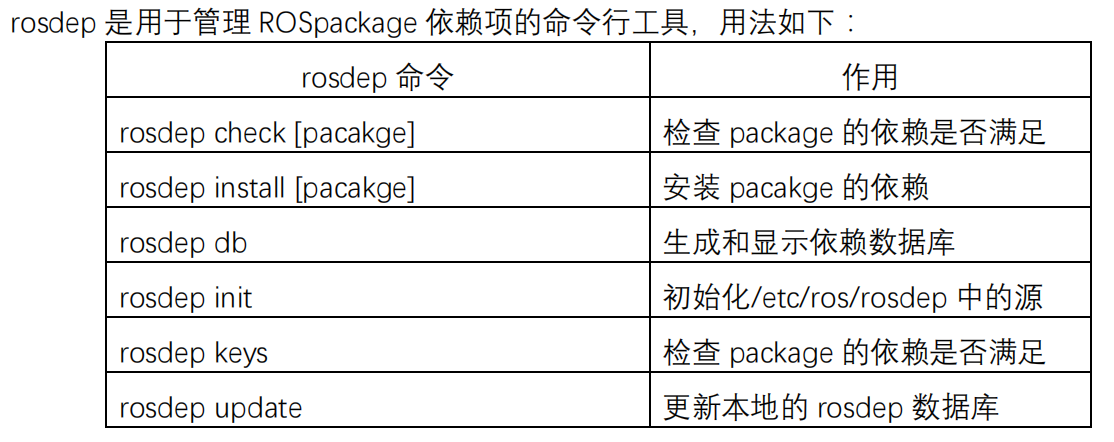 rosdep 是用于管理 ROSpackage 依赖项的命令行工具，用法如下：
rosdep 命令 作用
rosdep check [pacakge] 检查 package 的依赖是否满足
rosdep install [pacakge] 安装 pacakge 的依赖
rosdep db 生成和显示依赖数据库
rosdep init 初始化/etc/ros/rosdep 中的源
rosdep keys 检查 package 的依赖是否满足
rosdep update 更新本地的 rosdep 数据库